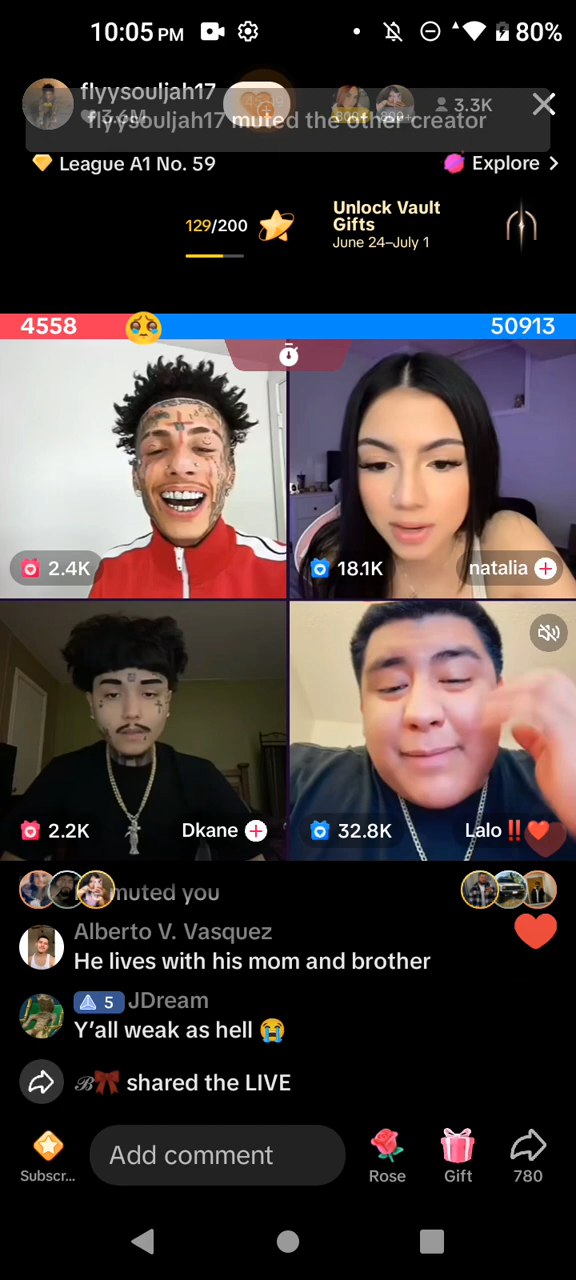 10:05 PM
80%
flyysouljah17
3.3K
flyysouljah17 muted the other creator
League A1 No. 59
Explore >
129/200
Unlock Vault
Gifts
June 24–July 1
4558
50913
2.4K
18.1K
natalia
2.2K
Dkane
32.8K
Lalo ‼️❤️
muted you
Alberto V. Vasquez
He lives with his mom and brother
5 JDream
Y'all weak as hell 😭
ℬ🎀 shared the LIVE
Subscr...
Add comment
Rose
Gift
780